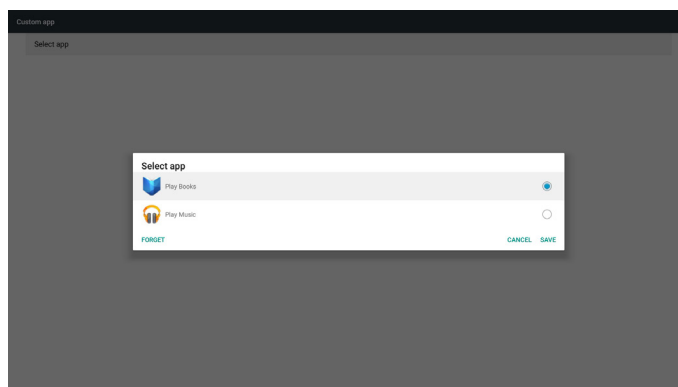 Custom app
Select app
Select app
Play Books
Play Music
FORGET CANCEL SAVE